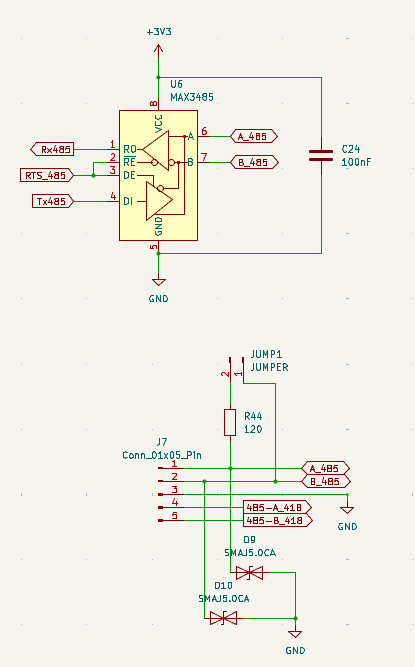 +3V3
U6
MAX3485
8
VCC
Rx485
1
RO
A
6
A_485
2
RE
B
7
B_485
RTS_485
3
DE
Tx485
4
DI
GND
5
C24
100nF
GND
JUMP1
JUMPER
2
1
R44
120
J7
Conn_01x05_Pin
1
A_485
2
B_485
3
4
485-A_418
5
485-B_418
GND
D9
SMAJ5.0CA
D10
SMAJ5.0CA
GND